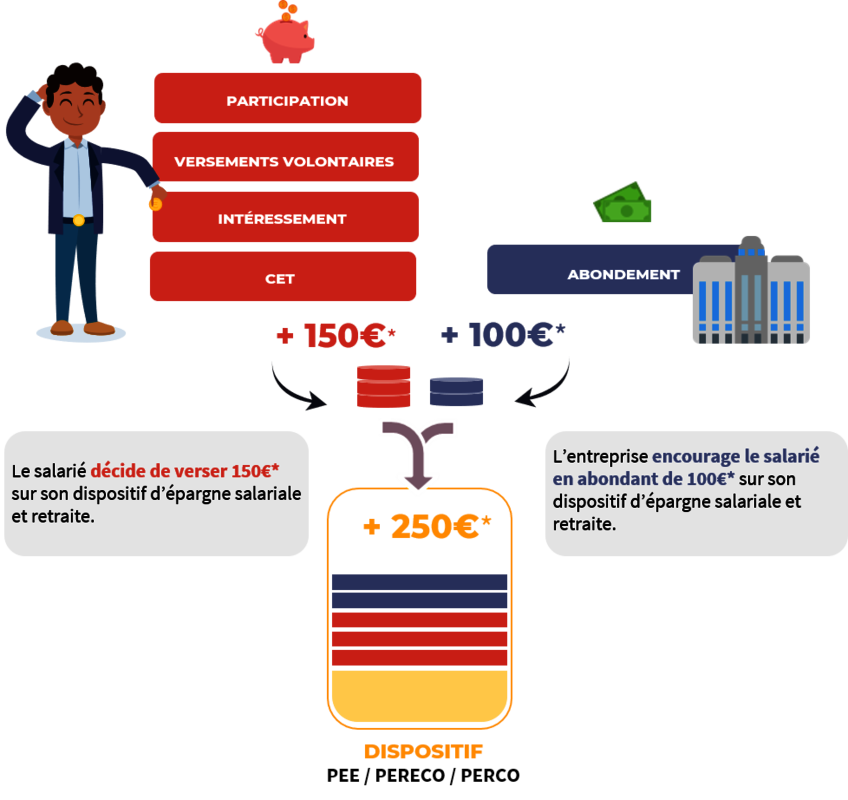 PARTICIPATION
VERSEMENTS VOLONTAIRES
INTÉRESSEMENT
CET
ABONDEMENT
+ 150€*
+ 100€*
Le salarié décide de verser 150€*
sur son dispositif d'épargne salariale
et retraite.
L'entreprise encourage le salarié
en abondant de 100€* sur son
dispositif d'épargne salariale et
retraite.
+ 250€*
DISPOSITIF
PEE / PERECO / PERCO